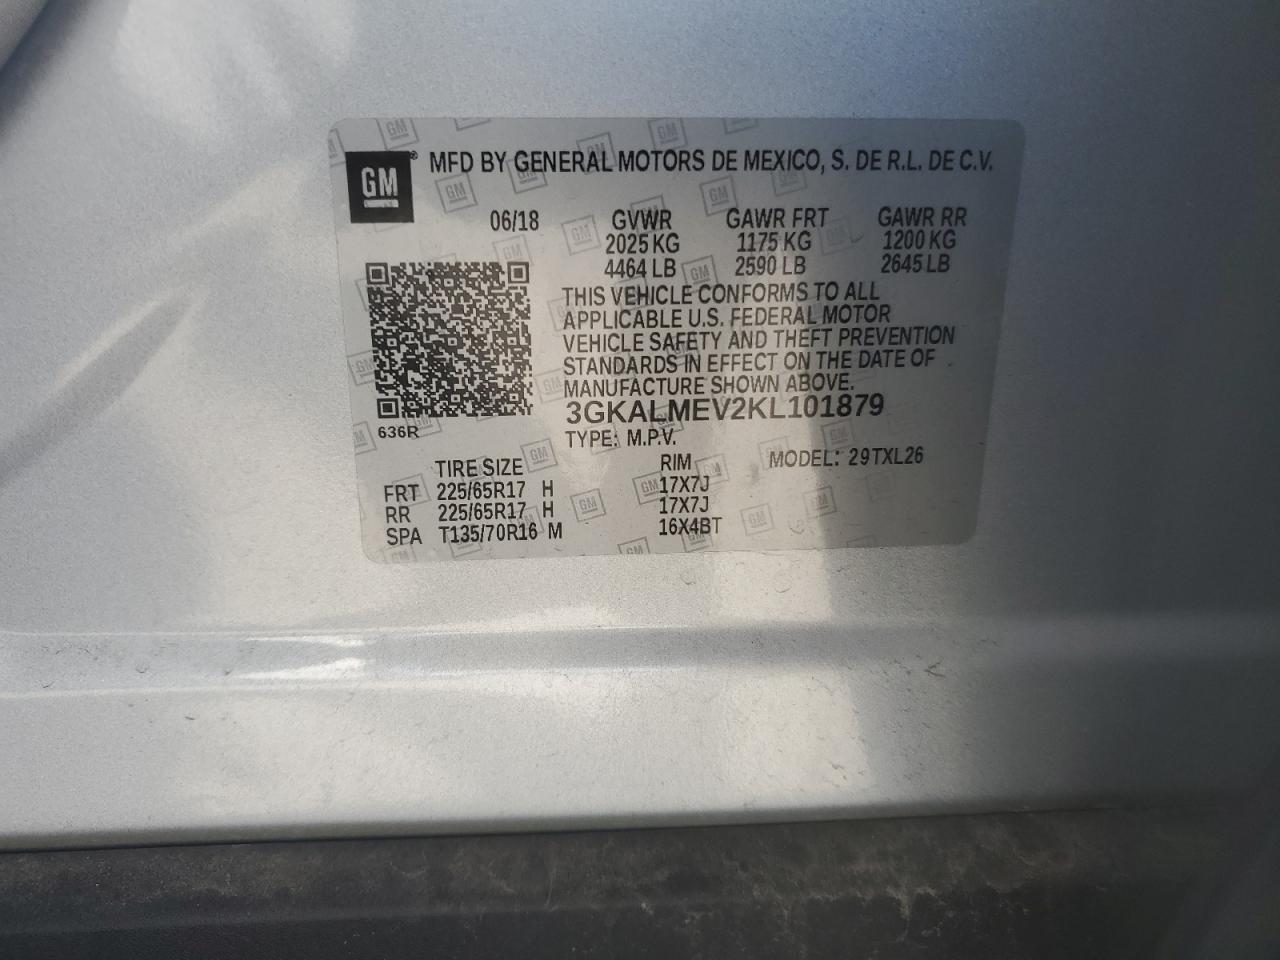 GM® MFD BY GENERAL MOTORS DE MEXICO, S. DE R.L. DE C.V.
06/18 GVWR GAWR FRT GAWR RR
2025 KG 1175 KG 1200 KG
4464 LB 2590 LB 2645 LB
THIS VEHICLE CONFORMS TO ALL
APPLICABLE U.S. FEDERAL MOTOR
VEHICLE SAFETY AND THEFT PREVENTION
STANDARDS IN EFFECT ON THE DATE OF
MANUFACTURE SHOWN ABOVE.
3GKALMEV2KL101879
636R TYPE: M.P.V.
TIRE SIZE RIM MODEL: 29TXL26
FRT 225/65R17 H 17X7J
RR 225/65R17 H 17X7J
SPA T135/70R16 M 16X4BT